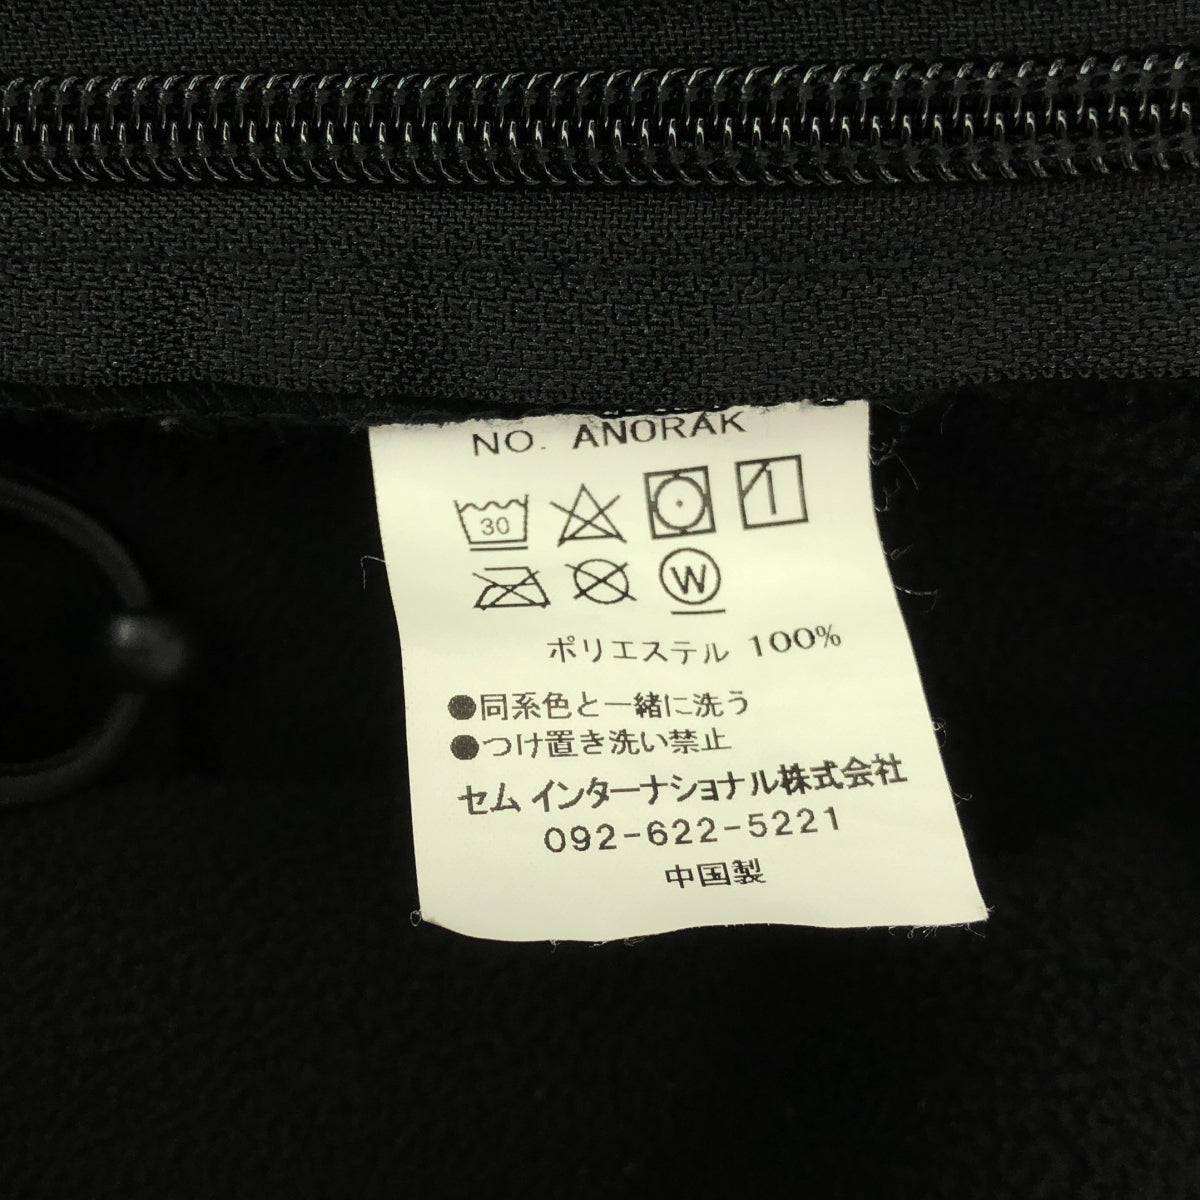 NO. ANORAK
30
W
ポリエステル 100%
●同系色と一緒に洗う
●つけ置き洗い禁止
セム インターナショナル株式会社
092-622-5221
中国製